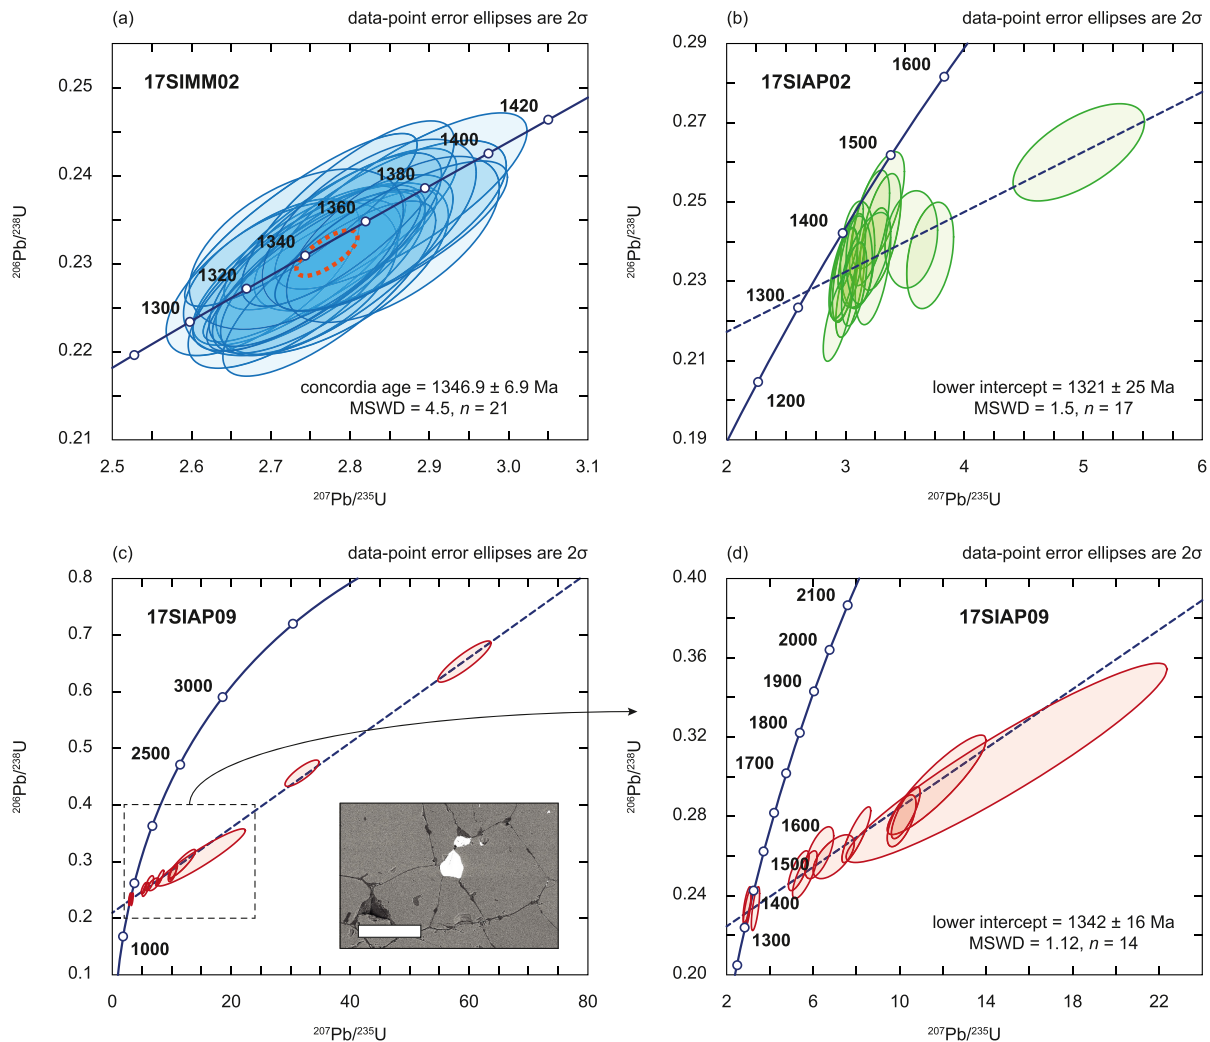 (a) data-point error ellipses are 2σ
17SIMM02
0.25
0.24
0.23
0.22
0.21
1420
1400
1380
1360
1340
1320
1300
concordia age = 1346.9 ± 6.9 Ma
MSWD = 4.5, n = 21
2.5 2.6 2.7 2.8 2.9 3.0 3.1
²⁰⁶Pb/²³⁸U
²⁰⁷Pb/²³⁵U
(b) data-point error ellipses are 2σ
17SIAP02
0.29
0.27
0.25
0.23
0.21
0.19
1600
1500
1400
1300
1200
lower intercept = 1321 ± 25 Ma
MSWD = 1.5, n = 17
2 3 4 5 6
²⁰⁶Pb/²³⁸U
²⁰⁷Pb/²³⁵U
(c) data-point error ellipses are 2σ
17SIAP09
0.8
0.7
0.6
0.5
0.4
0.3
0.2
0.1
3000
2500
1000
0 20 40 60 80
²⁰⁶Pb/²³⁸U
²⁰⁷Pb/²³⁵U
(d) data-point error ellipses are 2σ
17SIAP09
0.40
0.36
0.32
0.28
0.24
0.20
2100
2000
1900
1800
1700
1600
1500
1400
1300
lower intercept = 1342 ± 16 Ma
MSWD = 1.12, n = 14
2 6 10 14 18 22
²⁰⁶Pb/²³⁸U
²⁰⁷Pb/²³⁵U